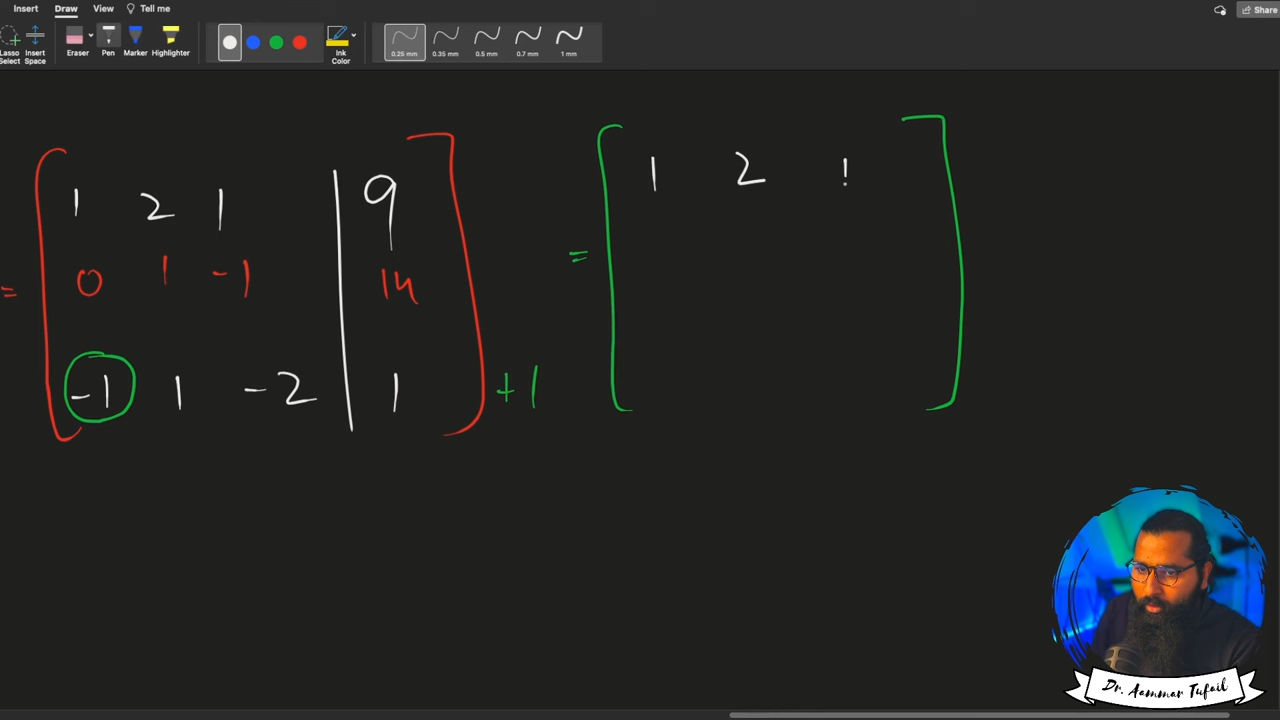 Insert Draw View Tell me Share
Lasso Select Insert Space Eraser Pen Marker Highlighter Ink Color 0.25 mm 0.35 mm 0.5 mm 0.7 mm 1 mm
1 2 1 | 9 1 2 1
= 0 1 -1 | 14 =
-1 1 -2 | 1 +1
Dr. Aammar Tufail